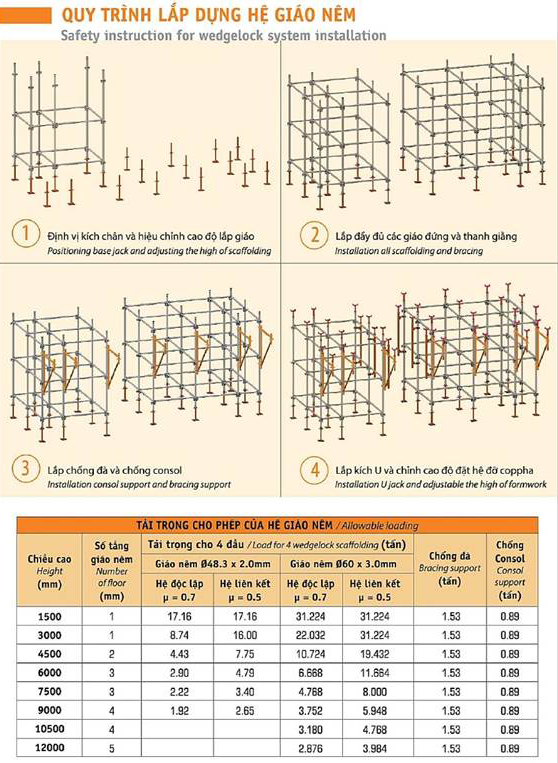 QUY TRÌNH LẮP DỰNG HỆ GIÁO NÊM
Safety instruction for wedgelock system installation
1 Định vị kích chân và hiệu chỉnh cao độ lắp giáo
Positioning base jack and adjusting the high of scaffolding
2 Lắp đầy đủ các giáo đứng và thanh giằng
Installation all scaffolding and bracing
3 Lắp chống đà và chống consol
Installation consol support and bracing support
4 Lắp kích U và chỉnh cao độ đặt hệ đỡ coppha
Installation U jack and adjustable the high of formwork
TẢI TRỌNG CHO PHÉP CỦA HỆ GIÁO NÊM / Allowable loading
Chiều cao
Height
(mm)
Số tầng
giáo nêm
Number
of floor
(mm)
Tải trọng cho 4 đầu / Load for 4 wedgelock scaffolding (tấn)
Giáo nêm Ø48.3 x 2.0mm
Giáo nêm Ø60 x 3.0mm
Hệ độc lập
μ = 0.7
Hệ liên kết
μ = 0.5
Hệ độc lập
μ = 0.7
Hệ liên kết
μ = 0.5
Chống đà
Bracing support
(tấn)
Chống
Consol
Consol
support
(tấn)
1500 1 17.16 17.16 31.224 31.224 1.53 0.89
3000 1 8.74 16.00 22.032 31.224 1.53 0.89
4500 2 4.43 7.75 10.724 19.432 1.53 0.89
6000 3 2.90 4.79 6.668 11.664 1.53 0.89
7500 3 2.22 3.40 4.768 8.000 1.53 0.89
9000 4 1.92 2.65 3.752 5.948 1.53 0.89
10500 4 3.180 4.768 1.53 0.89
12000 5 2.876 3.984 1.53 0.89